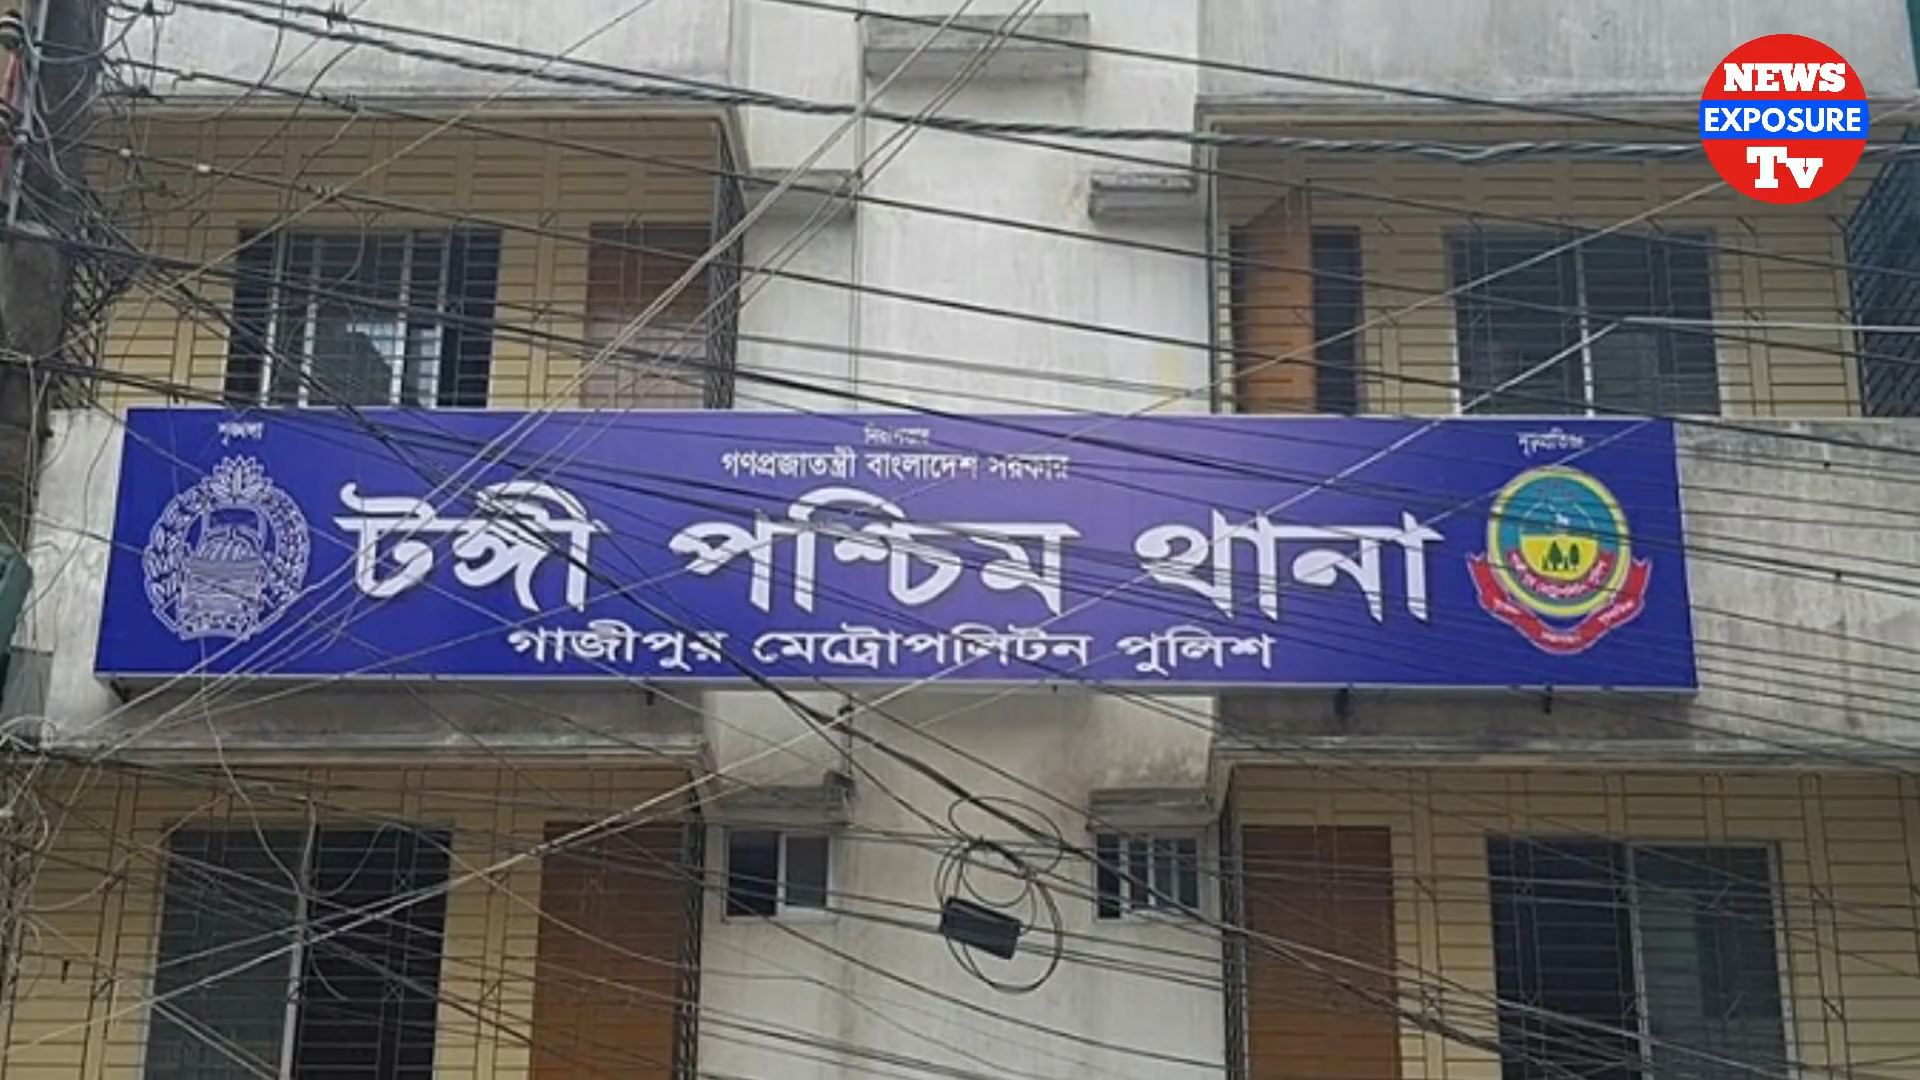 NEWS
EXPOSURE
Tv
গণপ্রজাতন্ত্রী বাংলাদেশ সরকার
টঙ্গী পশ্চিম থানা
গাজীপুর মেট্রোপলিটন পুলিশ